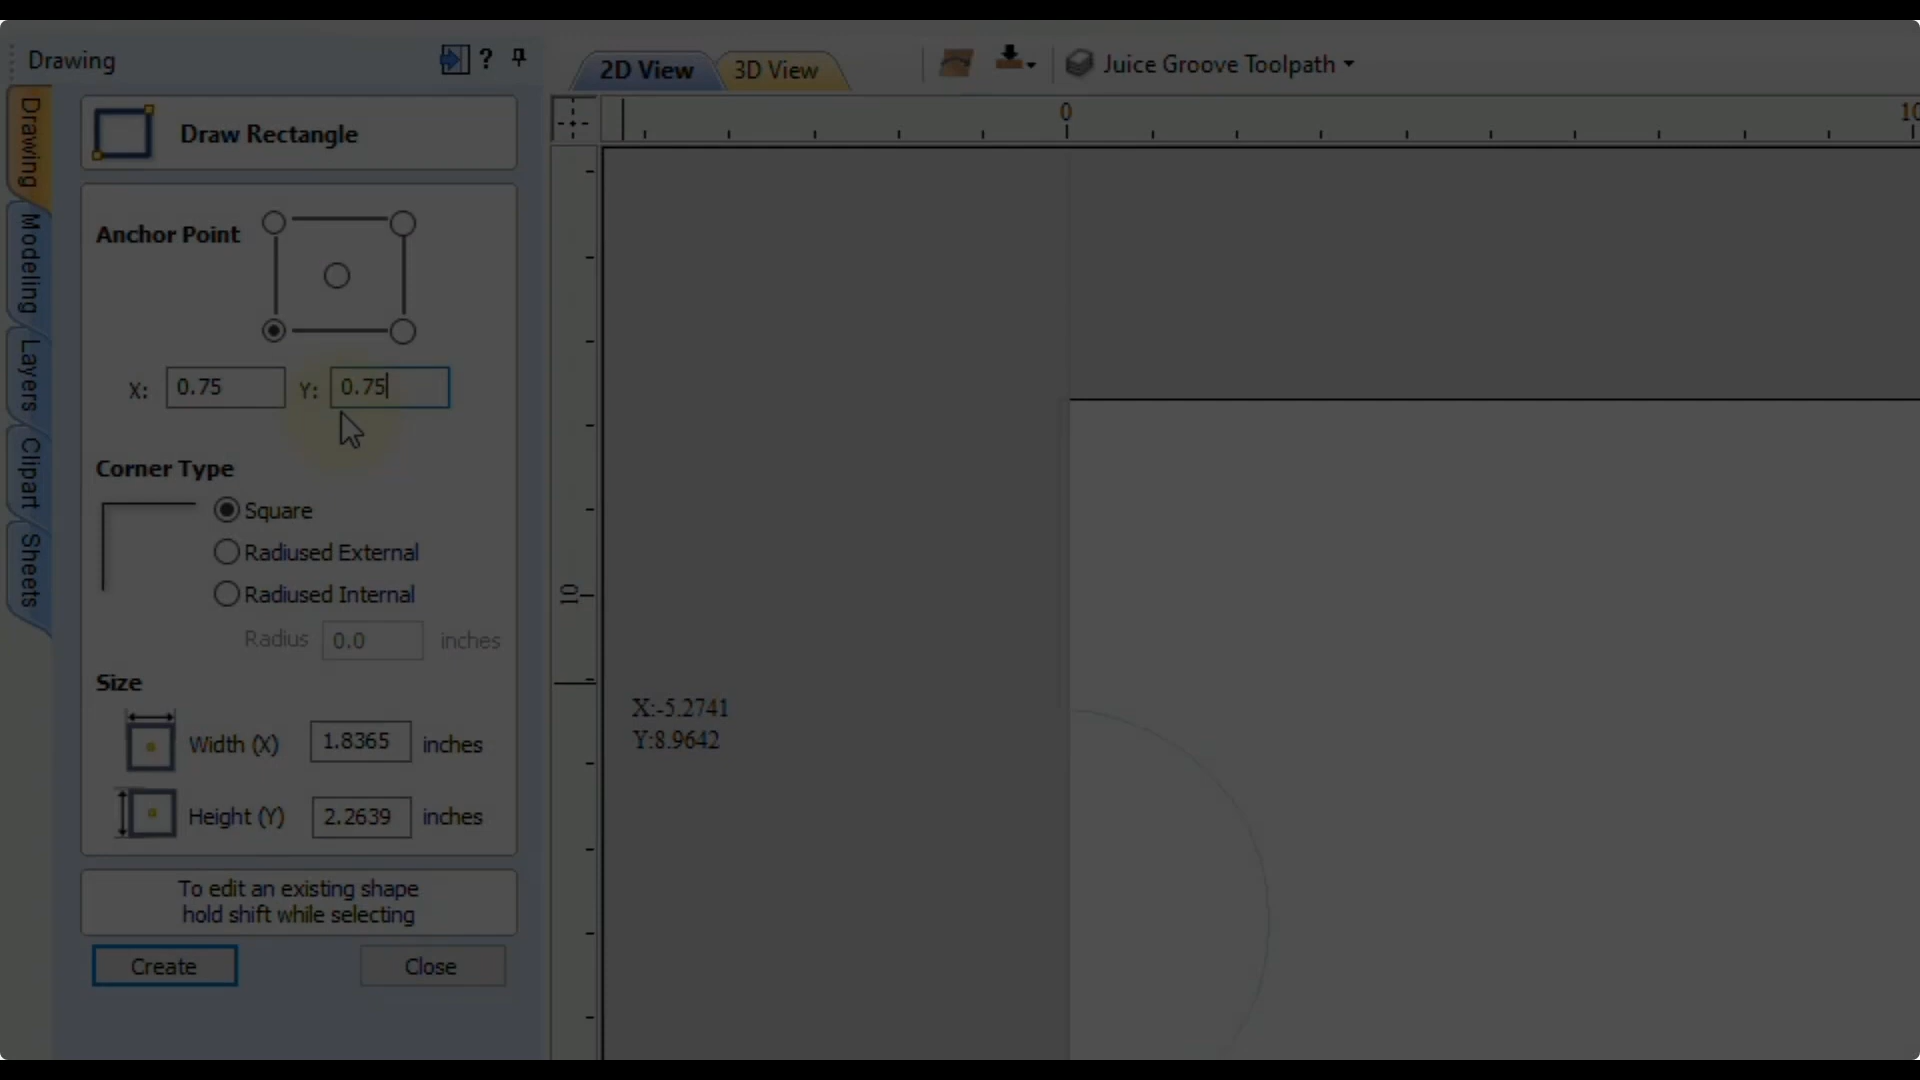 Drawing
?
2D View
3D View
Juice Groove Toolpath
Drawing
Modeling
Layers
Clipart
Sheets
Draw Rectangle
Anchor Point
X: 0.75 Y: 0.75
Corner Type
Square
Radiused External
Radiused Internal
Radius 0.0 inches
Size
Width (X) 1.8365 inches
Height (Y) 2.2639 inches
To edit an existing shape
hold shift while selecting
Create
Close
0
10
10
X:-5.2741
Y:8.9642